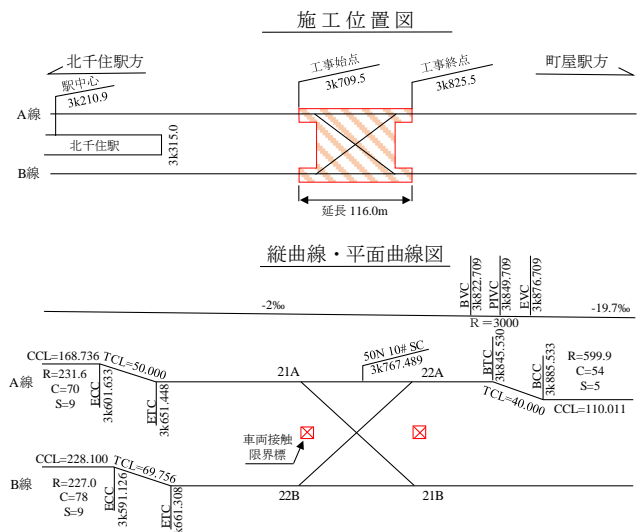 施工位置図
北千住駅方
町屋駅方
駅中心
3k210.9
工事始点
3k709.5
工事終点
3k825.5
A線
北千住駅
3k315.0
B線
延長 116.0m
縦曲線・平面曲線図
BVC
3k822.709
PIVC
3k849.709
EVC
3k876.709
-2‰
-19.7‰
R=3000
CCL=168.736
TCL=50.000
A線
R=231.6
C=70
S=9
ECC
3k601.633
ETC
3k651.448
21A
50N 10# SC
3k767.489
22A
BTC
3k845.530
TCL=40.000
BCC
3k885.533
R=599.9
C=54
S=5
CCL=110.011
車両接触
限界標
CCL=228.100
TCL=69.756
B線
R=227.0
C=78
S=9
ECC
3k591.126
ETC
3k661.308
22B
21B